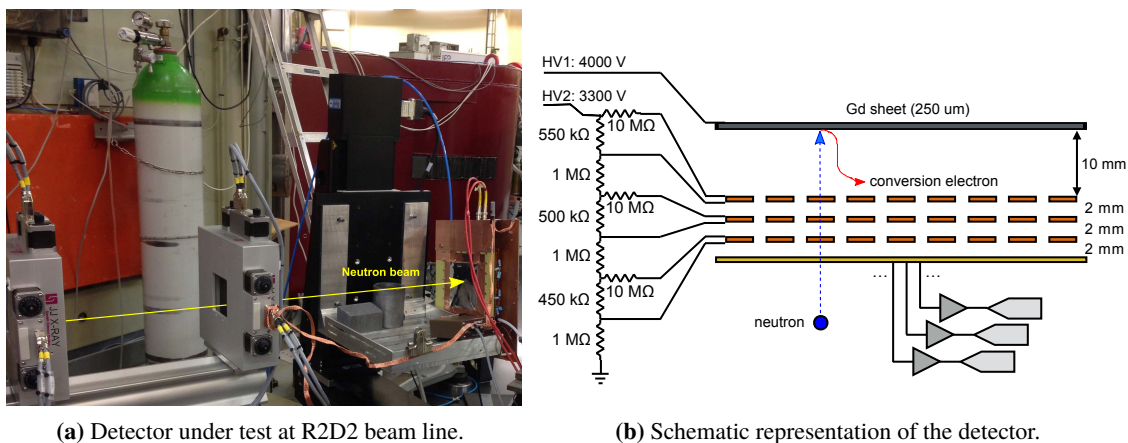 Neutron beam
JJ X-RAY
HV1: 4000 V
HV2: 3300 V
Gd sheet (250 um)
10 MΩ
550 kΩ
10 mm
1 MΩ
conversion electron
10 MΩ
2 mm
500 kΩ
2 mm
1 MΩ
2 mm
... ...
10 MΩ
450 kΩ
neutron
1 MΩ
(a) Detector under test at R2D2 beam line.
(b) Schematic representation of the detector.